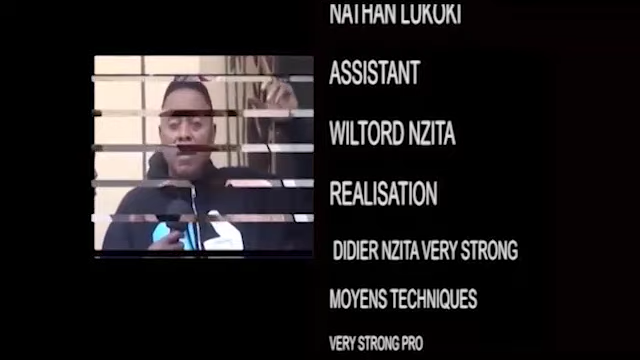 NATHAN LUKOKI
ASSISTANT
WILTORD NZITA
REALISATION
DIDIER NZITA VERY STRONG
MOYENS TECHNIQUES
VERY STRONG PRO